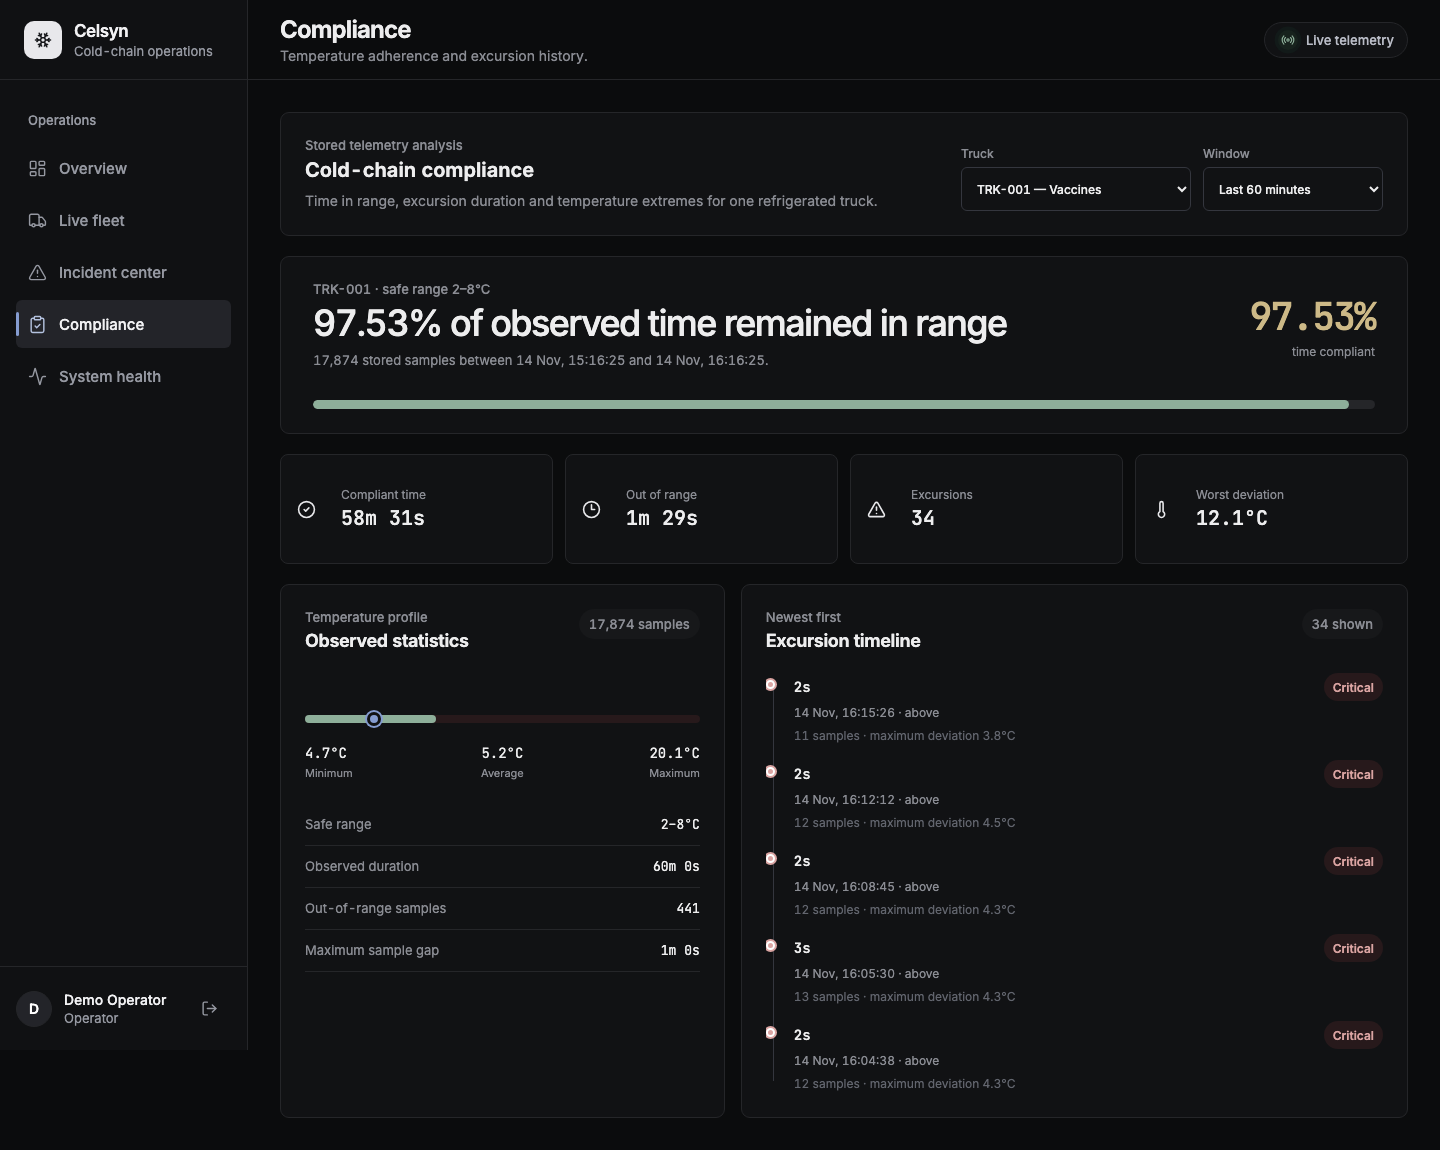 Celsyn
Cold-chain operations
Compliance
Temperature adherence and excursion history.
Live telemetry
Operations
Overview
Live fleet
Incident center
Compliance
System health
Stored telemetry analysis
Cold-chain compliance
Time in range, excursion duration and temperature extremes for one refrigerated truck.
Truck
TRK-001 — Vaccines
Window
Last 60 minutes
TRK-001 · safe range 2–8°C
97.53% of observed time remained in range
17,874 stored samples between 14 Nov, 15:16:25 and 14 Nov, 16:16:25.
97.53%
time compliant
Compliant time
58m 31s
Out of range
1m 29s
Excursions
34
Worst deviation
12.1°C
Temperature profile
Observed statistics
17,874 samples
4.7°C
Minimum
5.2°C
Average
20.1°C
Maximum
Safe range
2–8°C
Observed duration
60m 0s
Out-of-range samples
441
Maximum sample gap
1m 0s
Newest first
Excursion timeline
34 shown
2s
Critical
14 Nov, 16:15:26 · above
11 samples · maximum deviation 3.8°C
2s
Critical
14 Nov, 16:12:12 · above
12 samples · maximum deviation 4.5°C
2s
Critical
14 Nov, 16:08:45 · above
12 samples · maximum deviation 4.3°C
3s
Critical
14 Nov, 16:05:30 · above
13 samples · maximum deviation 4.3°C
2s
Critical
14 Nov, 16:04:38 · above
12 samples · maximum deviation 4.3°C
D
Demo Operator
Operator